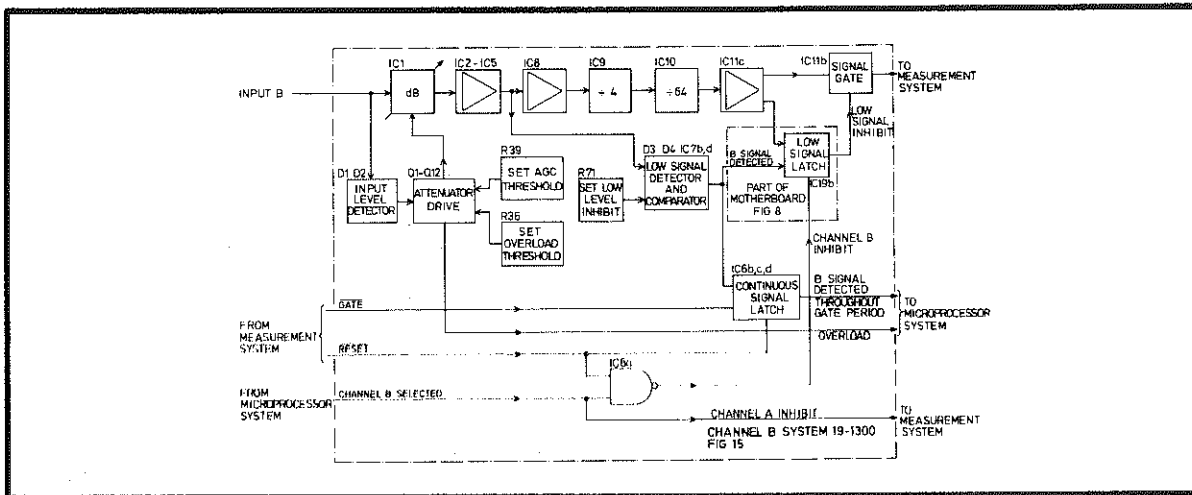 IC1
IC2 - IC5
IC8
IC9
IC10
IC11c
IC11b
SIGNAL
GATE
TO
MEASUREMENT
SYSTEM
INPUT B
dB
÷ 4
÷ 64
LOW
SIGNAL
INHIBIT
B SIGNAL
DETECTED
LOW
SIGNAL
LATCH
IC19b
PART OF
MOTHERBOARD
FIG 8
D1 D2
INPUT
LEVEL
DETECTOR
Q1-Q12
ATTENUATOR
DRIVE
R39
SET AGC
THRESHOLD
R36
SET
OVERLOAD
THRESHOLD
R71
SET LOW
LEVEL
INHIBIT
D3 D4 IC7b,d
LOW SIGNAL
DETECTOR
AND
COMPARATOR
CHANNEL B
INHIBIT
IC6b,c,d
CONTINUOUS
SIGNAL
LATCH
B SIGNAL
DETECTED
THROUGHOUT
GATE PERIOD
OVERLOAD
TO
MICROPROCESSOR
SYSTEM
FROM
MEASUREMENT
SYSTEM
GATE
RESET
IC6a
FROM
MICROPROCESSOR
SYSTEM
CHANNEL B SELECTED
CHANNEL A INHIBIT
TO
MEASUREMENT
SYSTEM
CHANNEL B SYSTEM 19-1300
FIG 15